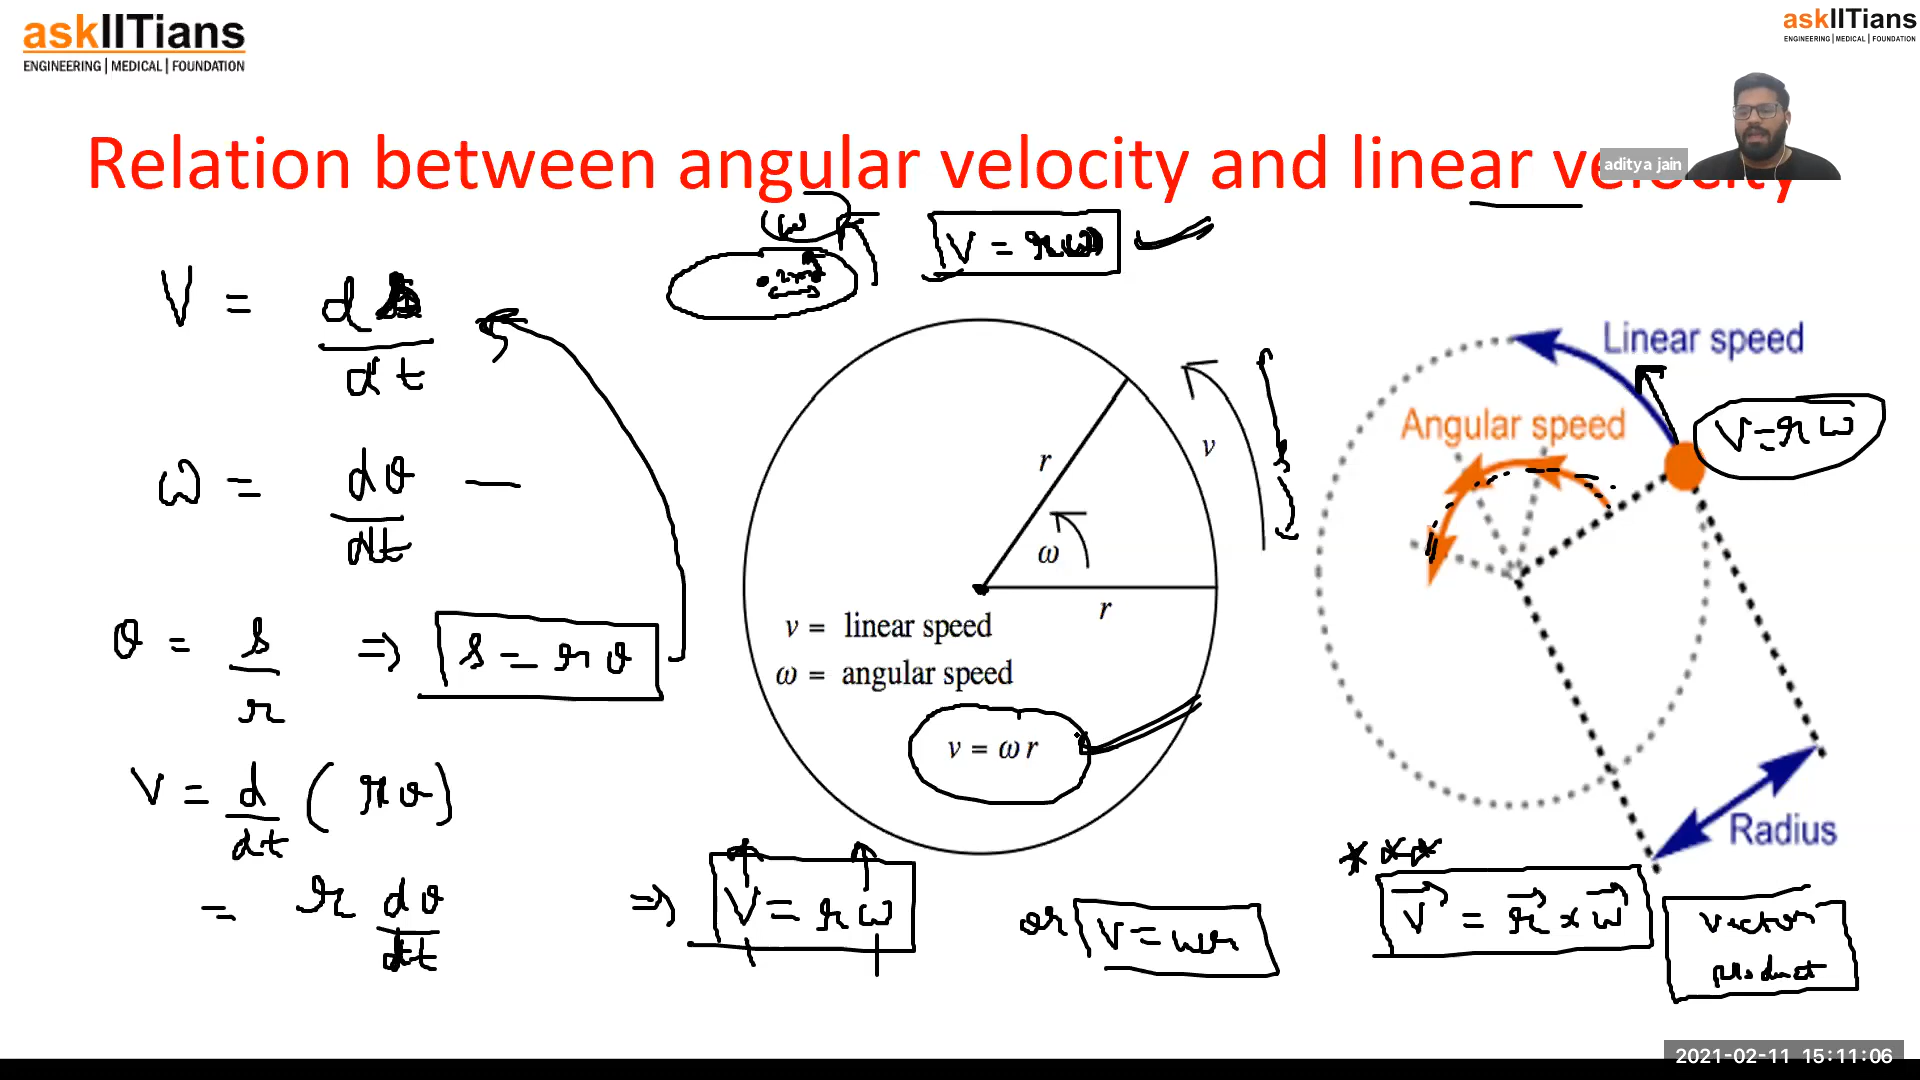 askIITians
ENGINEERING | MEDICAL | FOUNDATION
askIITians
ENGINEERING | MEDICAL | FOUNDATION
Relation between angular velocity and linear velocity
aditya jain
ω
V = rω
V = ds/dt
ω = dθ/dt
θ = s/r ⇒ s = rθ
V = d/dt (rθ)
= r dθ/dt ⇒ V = rω or V = ωr
r
v
ω
r
v = linear speed
ω = angular speed
v = ω r
Linear speed
Angular speed
V = rω
Radius
***
v⃗ = r⃗ × ω⃗
vector
product
2021-02-11 15:11:06